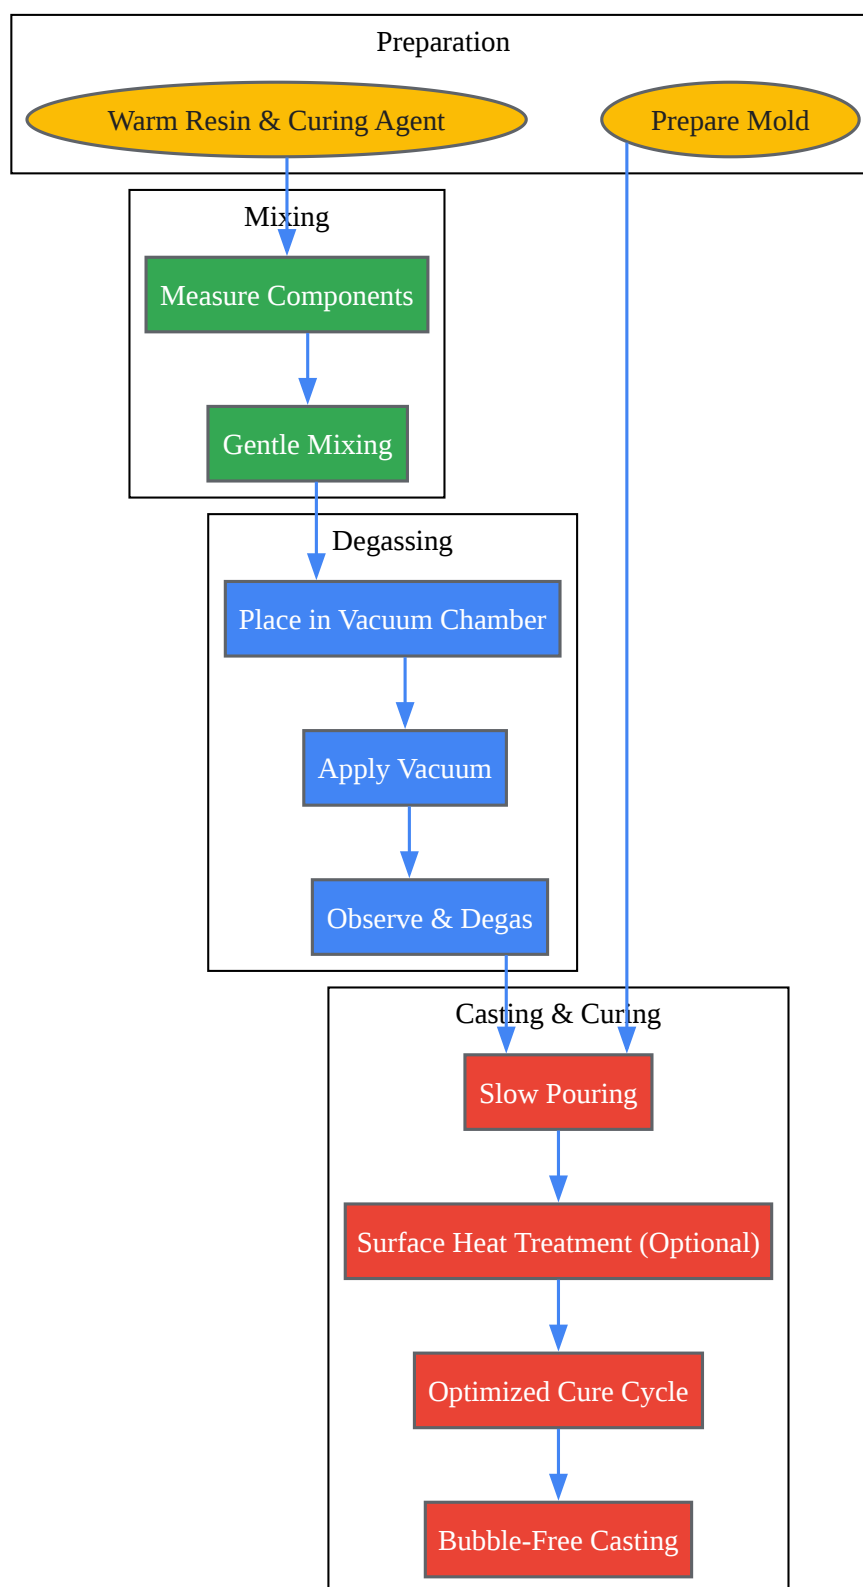 Preparation
Warm Resin & Curing Agent
Prepare Mold
Mixing
Measure Components
Gentle Mixing
Degassing
Place in Vacuum Chamber
Apply Vacuum
Observe & Degas
Casting & Curing
Slow Pouring
Surface Heat Treatment (Optional)
Optimized Cure Cycle
Bubble-Free Casting